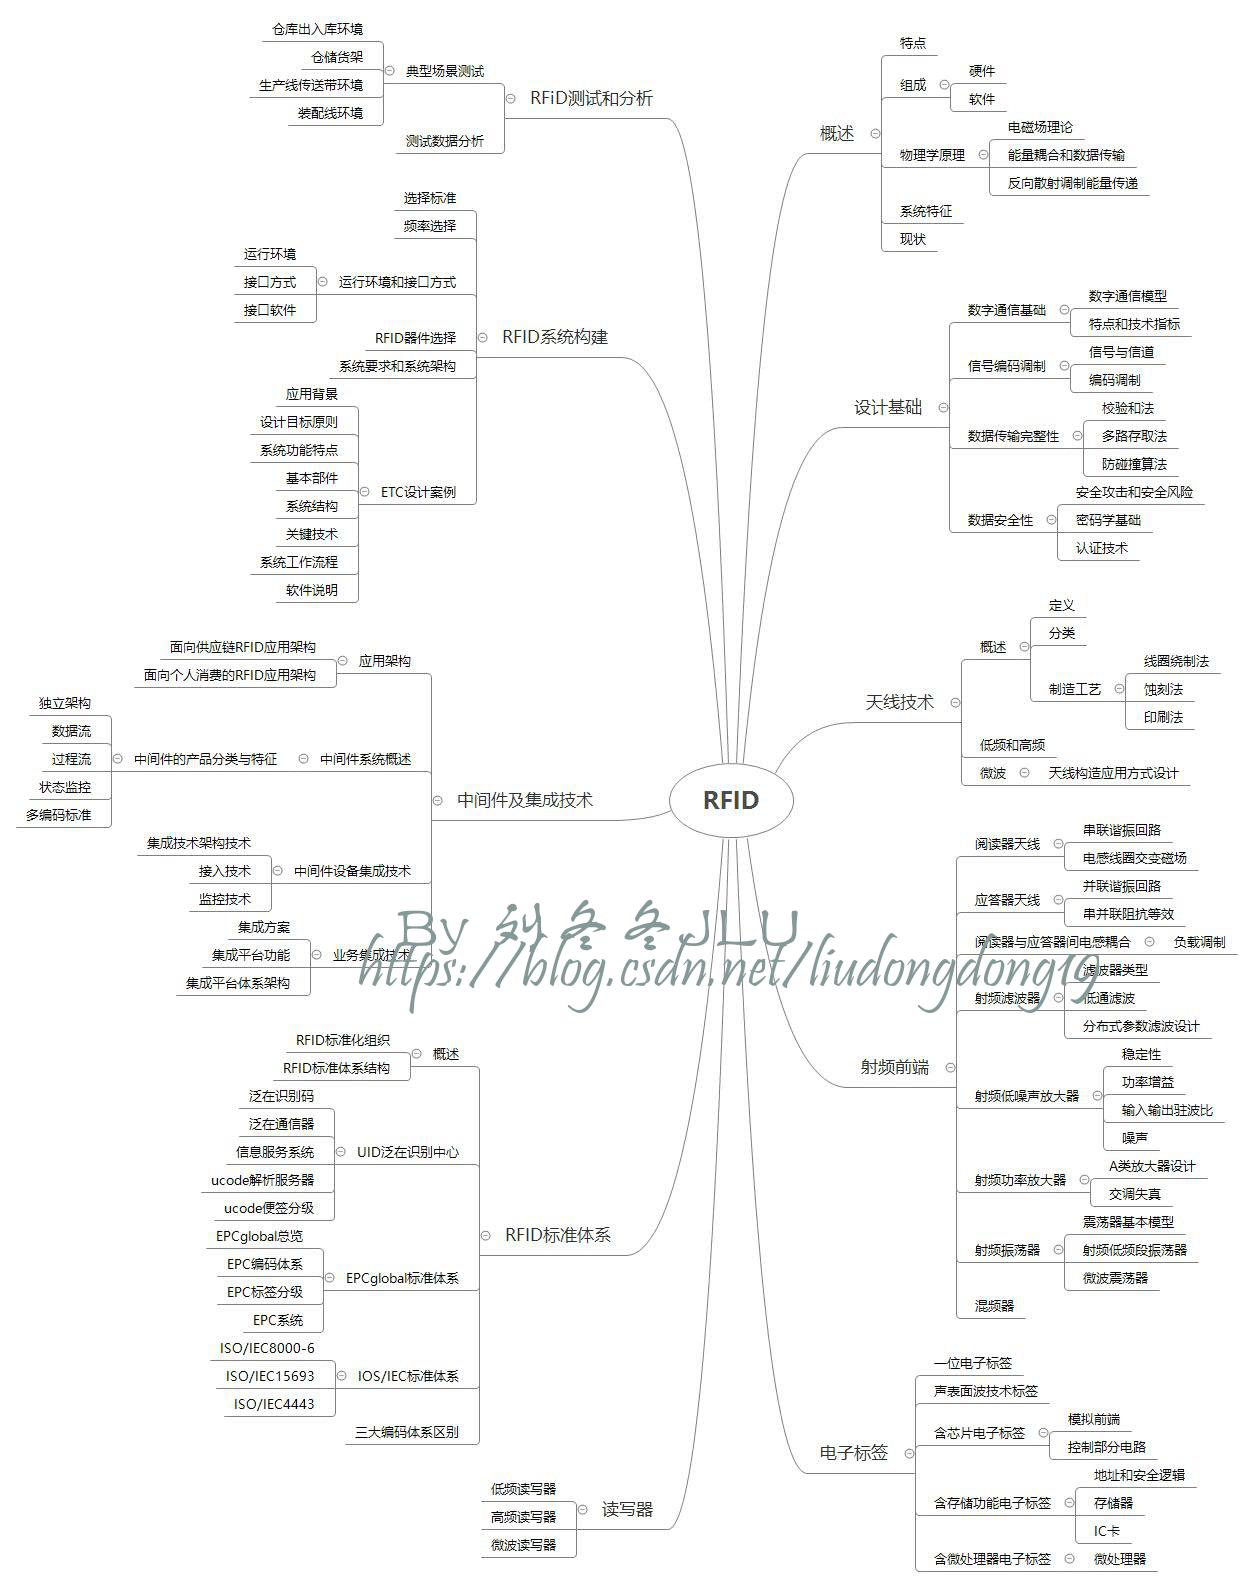 RFID
概述
特点
组成
硬件
软件
物理学原理
电磁场理论
能量耦合和数据传输
反向散射调制能量传递
系统特征
现状
设计基础
数字通信基础
数字通信模型
特点和技术指标
信号编码调制
信号与信道
编码调制
数据传输完整性
校验和法
多路存取法
防碰撞算法
数据安全性
安全攻击和安全风险
密码学基础
认证技术
天线技术
概述
定义
分类
制造工艺
线圈绕制法
蚀刻法
印刷法
低频和高频
微波
天线构造应用方式设计
射频前端
阅读器天线
串联谐振回路
电感线圈交变磁场
应答器天线
并联谐振回路
串并联阻抗等效
阅读器与应答器间电感耦合
负载调制
射频滤波器
滤波器类型
低通滤波
分布式参数滤波设计
射频低噪声放大器
稳定性
功率增益
输入输出驻波比
噪声
射频功率放大器
A类放大器设计
交调失真
射频振荡器
震荡器基本模型
射频低频段振荡器
微波震荡器
混频器
电子标签
一位电子标签
声表面波技术标签
含芯片电子标签
模拟前端
控制部分电路
含存储功能电子标签
地址和安全逻辑
存储器
IC卡
含微处理器电子标签
微处理器
RFiD测试和分析
典型场景测试
仓库出入库环境
仓储货架
生产线传送带环境
装配线环境
测试数据分析
RFID系统构建
选择标准
频率选择
运行环境和接口方式
运行环境
接口方式
接口软件
RFID器件选择
系统要求和系统架构
ETC设计案例
应用背景
设计目标原则
系统功能特点
基本部件
系统结构
关键技术
系统工作流程
软件说明
中间件及集成技术
应用架构
面向供应链RFID应用架构
面向个人消费的RFID应用架构
中间件系统概述
中间件的产品分类与特征
独立架构
数据流
过程流
状态监控
多编码标准
中间件设备集成技术
集成技术架构技术
接入技术
监控技术
业务集成技术
集成方案
集成平台功能
集成平台体系架构
RFID标准体系
概述
RFID标准化组织
RFID标准体系结构
UID泛在识别中心
泛在识别码
泛在通信器
信息服务系统
ucode解析服务器
ucode便签分级
EPCglobal标准体系
EPCglobal总览
EPC编码体系
EPC标签分级
EPC系统
IOS/IEC标准体系
ISO/IEC8000-6
ISO/IEC15693
ISO/IEC4443
三大编码体系区别
读写器
低频读写器
高频读写器
微波读写器
By 刘冬冬JLU
https://blog.csdn.net/liudongdong19